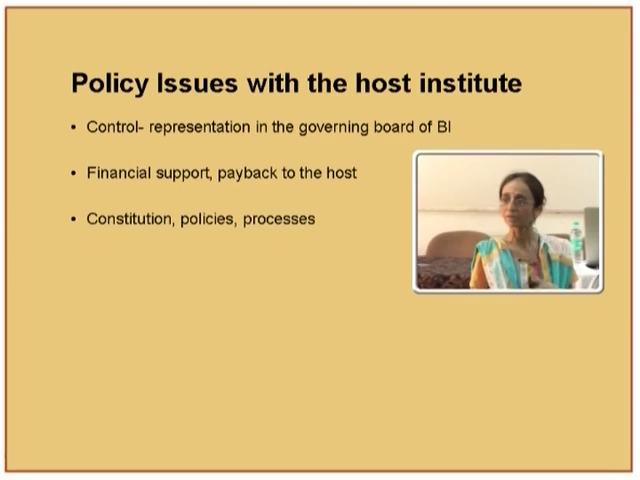 Policy Issues with the host institute
• Control- representation in the governing board of BI
• Financial support, payback to the host
• Constitution, policies, processes